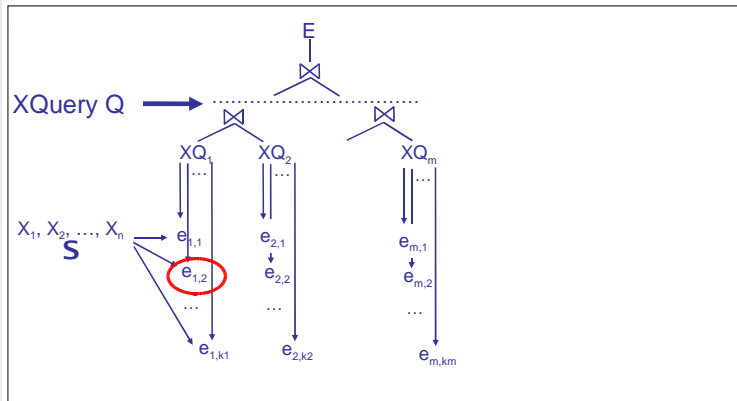 E
XQuery Q
XQ₁ XQ₂ XQₘ
... ... ...
X₁, X₂, ..., Xₙ
S
e₁,₁ e₂,₁ eₘ,₁
e₁,₂ e₂,₂ eₘ,₂
... ... ...
e₁,ₖ₁ e₂,ₖ₂ eₘ,ₖₘ